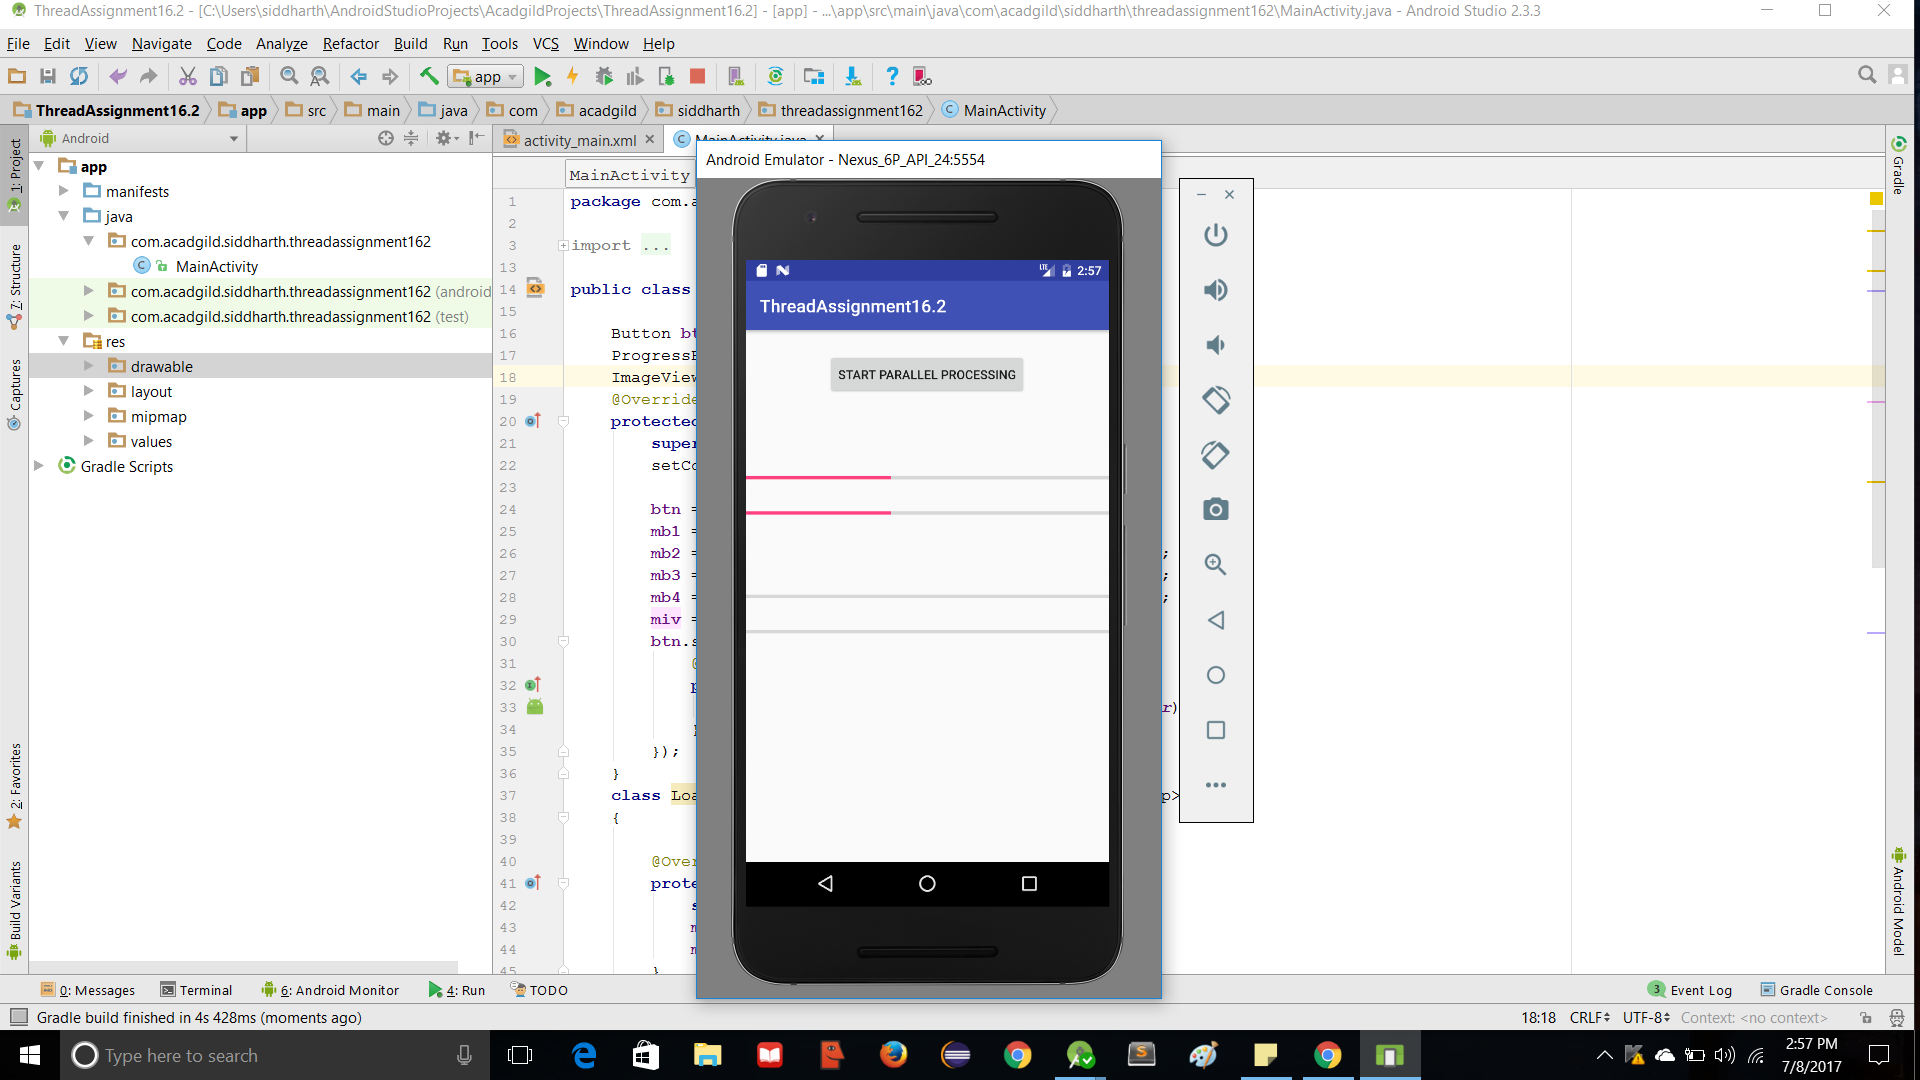 ThreadAssignment16.2 - [C:\Users\siddharth\AndroidStudioProjects\AcadgildProjects\ThreadAssignment16.2] - [app] - ...\app\src\main\java\com\acadgild\siddharth\threadassignment162\MainActivity.java - Android Studio 2.3.3
File Edit View Navigate Code Analyze Refactor Build Run Tools VCS Window Help
app
ThreadAssignment16.2 app src main java com acadgild siddharth threadassignment162 MainActivity
Android
activity_main.xml
MainActivity.java
1: Project
7: Structure
Captures
2: Favorites
Build Variants
app
manifests
java
com.acadgild.siddharth.threadassignment162
MainActivity
com.acadgild.siddharth.threadassignment162 (android
com.acadgild.siddharth.threadassignment162 (test)
res
drawable
layout
mipmap
values
Gradle Scripts
MainActivity
1 package com.a
2
3 import ...
13
14 public class
15
16 Button bt
17 ProgressB
18 ImageView
19 @Override
20 protected
21 super
22 setCo
23
24 btn =
25 mb1 =
26 mb2 = ;
27 mb3 = ;
28 mb4 = ;
29 miv =
30 btn.s
31 @
32 p
33 r)
34 }
35 });
36 }
37 class Loa p>
38 {
39
40 @Over
41 prote
42 s
43 m
44 m
45 }
Android Emulator - Nexus_6P_API_24:5554
LTE 2:57
ThreadAssignment16.2
START PARALLEL PROCESSING
Gradle
Android Model
0: Messages Terminal 6: Android Monitor 4: Run TODO
3 Event Log Gradle Console
Gradle build finished in 4s 428ms (moments ago)
18:18 CRLF UTF-8 Context: <no context>
Type here to search
2:57 PM
7/8/2017